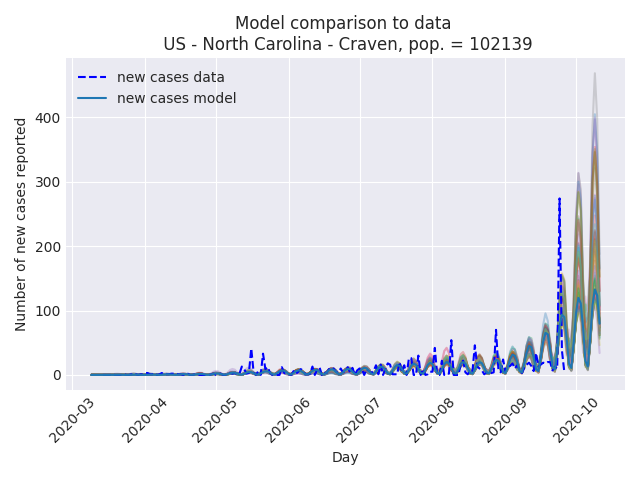 Model comparison to data
US - North Carolina - Craven, pop. = 102139
new cases data
new cases model
Number of new cases reported
400
300
200
100
0
2020-03
2020-04
2020-05
2020-06
2020-07
2020-08
2020-09
2020-10
Day